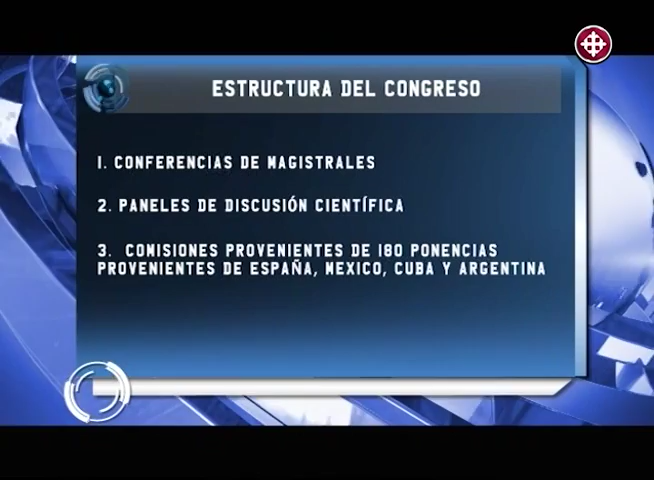 ESTRUCTURA DEL CONGRESO
1. CONFERENCIAS DE MAGISTRALES
2. PANELES DE DISCUSIÓN CIENTÍFICA
3. COMISIONES PROVENIENTES DE 180 PONENCIAS
PROVENIENTES DE ESPAÑA, MEXICO, CUBA Y ARGENTINA